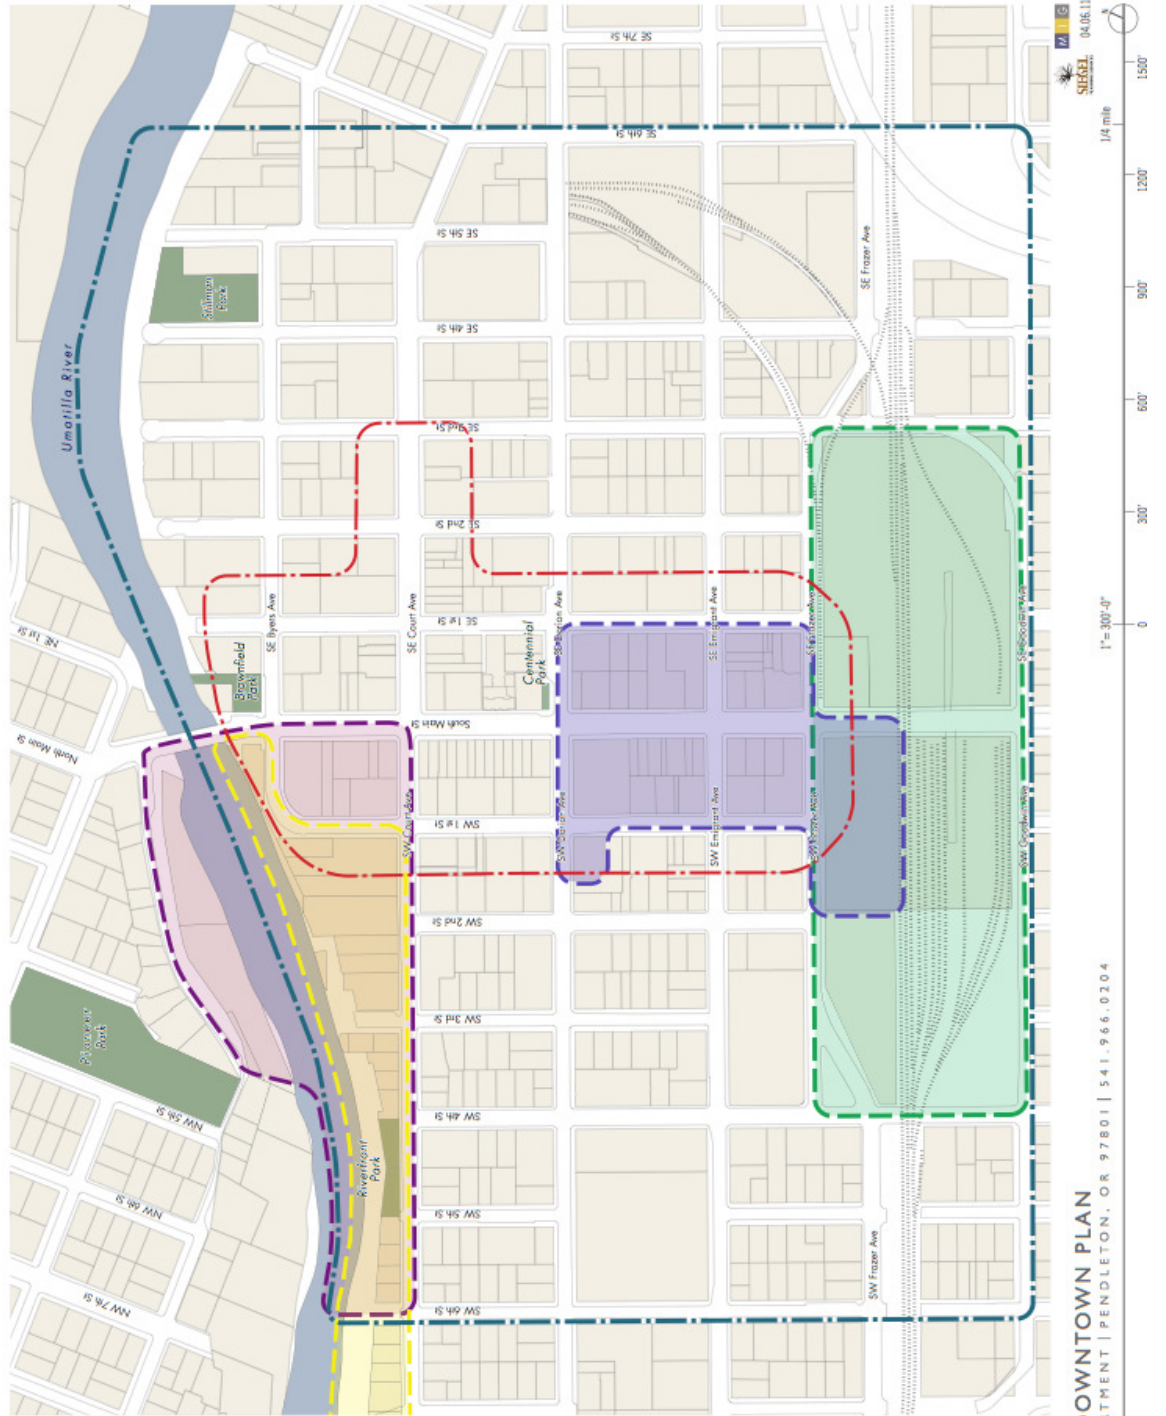 SE 7th St
SE 6th St
SE 5th St
SE Frazer Ave
Stillman
Park
SE 4th St
Umatilla River
SE 3rd St
SE 2nd St
NE 1st St
SE Byers Ave
SE Court Ave
SE 1st St
Centennial
Park
SE Dorion Ave
SE Emigrant Ave
SE Frazer Ave
SE Goodwin Ave
Brownfield
Park
North Main St
South Main St
SW Court Ave
SW 1st St
SW Dorion Ave
SW Emigrant Ave
SW Frazer Ave
SW Goodwin Ave
SW 2nd St
Pioneer
Park
SW 3rd St
NW 5th St
SW 4th St
Riverfront
Park
NW 6th St
SW 5th St
SW Frazer Ave
NW 7th St
SW 6th St
M I G
04.06.11
SIEGEL
1" = 300'-0"
0
300'
600'
900'
1200'
1500'
1/4 mile
N
OWNTOWN PLAN
TMENT | PENDLETON, OR 97801 | 541.966.0204